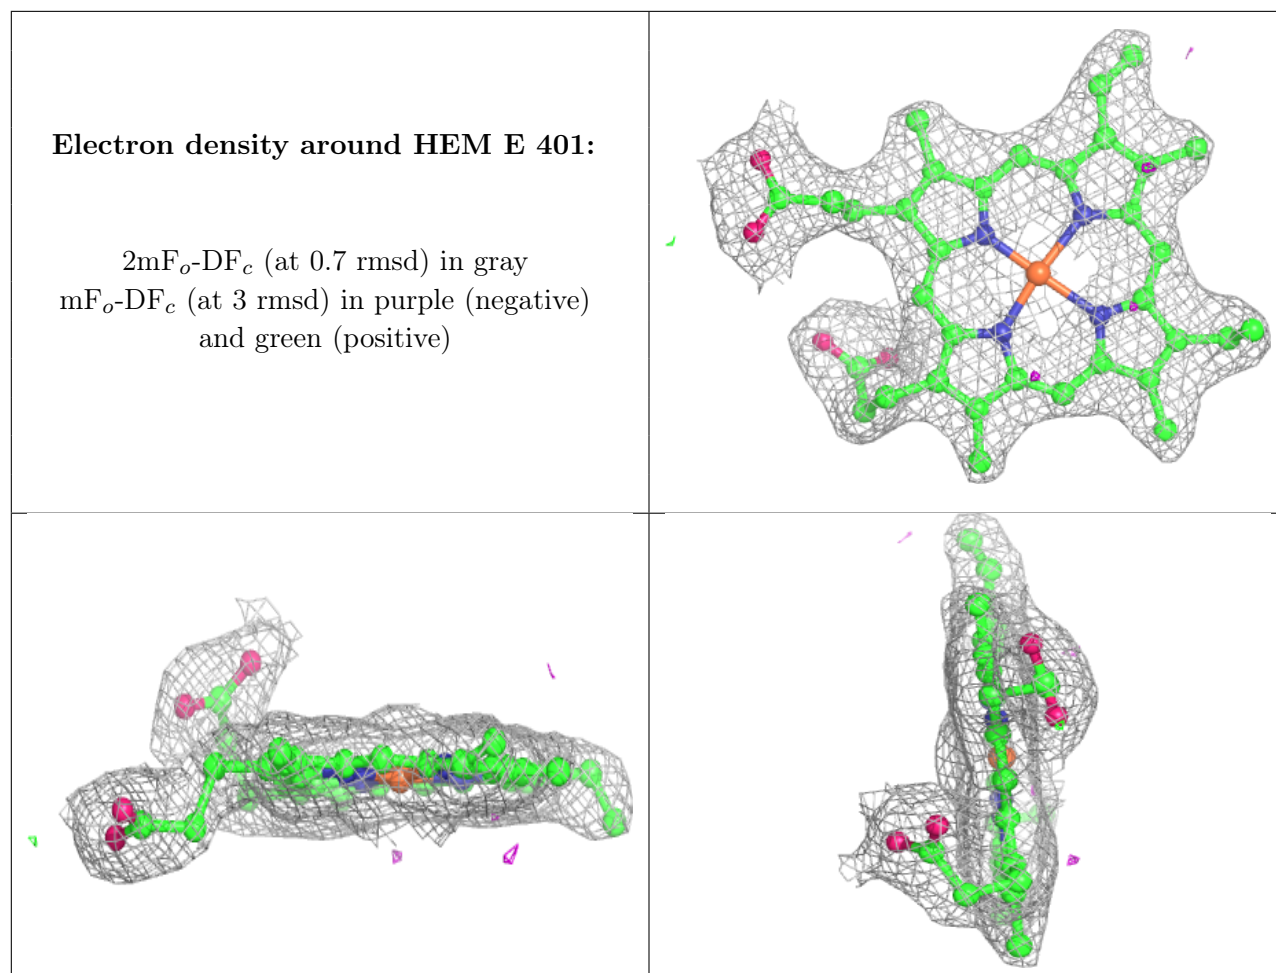 Electron density around HEM E 401:
2mFo-DFc (at 0.7 rmsd) in gray
mFo-DFc (at 3 rmsd) in purple (negative)
and green (positive)